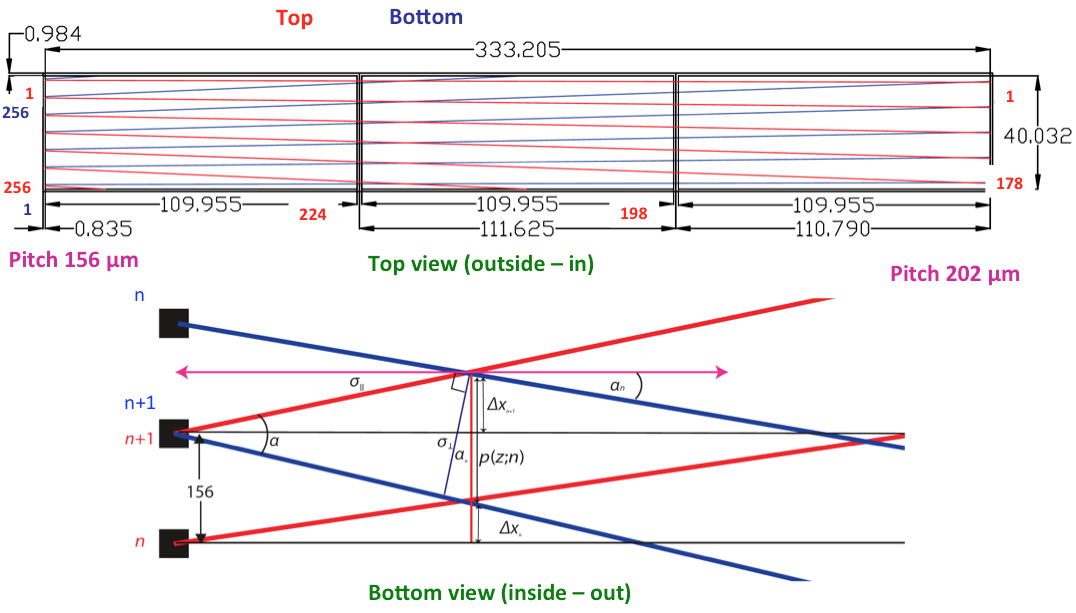 Top Bottom
0.984
333.205
1
256
1
40.032
256
1
178
109.955 109.955 109.955
224 198
0.835 111.625 110.790
Pitch 156 µm
Top view (outside – in)
Pitch 202 µm
n
σ||
αn
n+1
Δxn+1
n+1
α
σ⊥
p(z;n)
156
Δxn
n
Bottom view (inside – out)